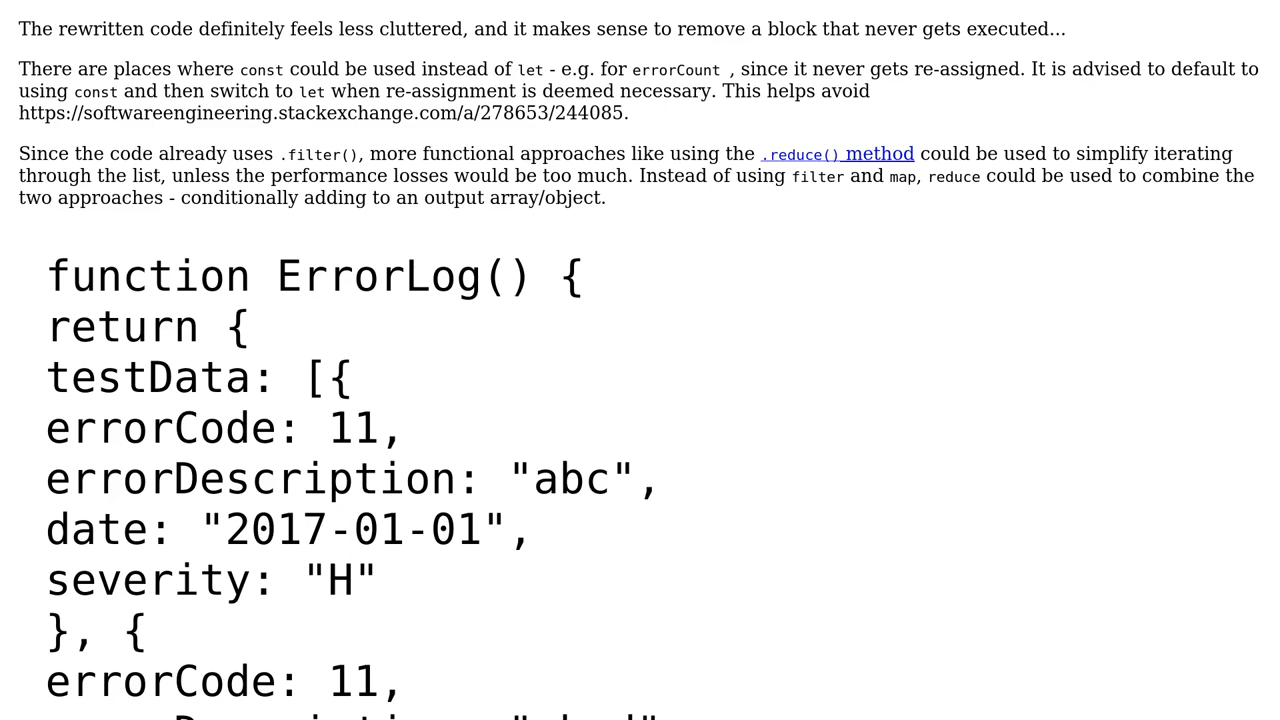 The rewritten code definitely feels less cluttered, and it makes sense to remove a block that never gets executed...
There are places where const could be used instead of let - e.g. for errorCount , since it never gets re-assigned. It is advised to default to
using const and then switch to let when re-assignment is deemed necessary. This helps avoid
https://softwareengineering.stackexchange.com/a/278653/244085.
Since the code already uses .filter(), more functional approaches like using the .reduce() method could be used to simplify iterating
through the list, unless the performance losses would be too much. Instead of using filter and map, reduce could be used to combine the
two approaches - conditionally adding to an output array/object.
function ErrorLog() {
return {
testData: [{
errorCode: 11,
errorDescription: "abc",
date: "2017-01-01",
severity: "H"
}, {
errorCode: 11,